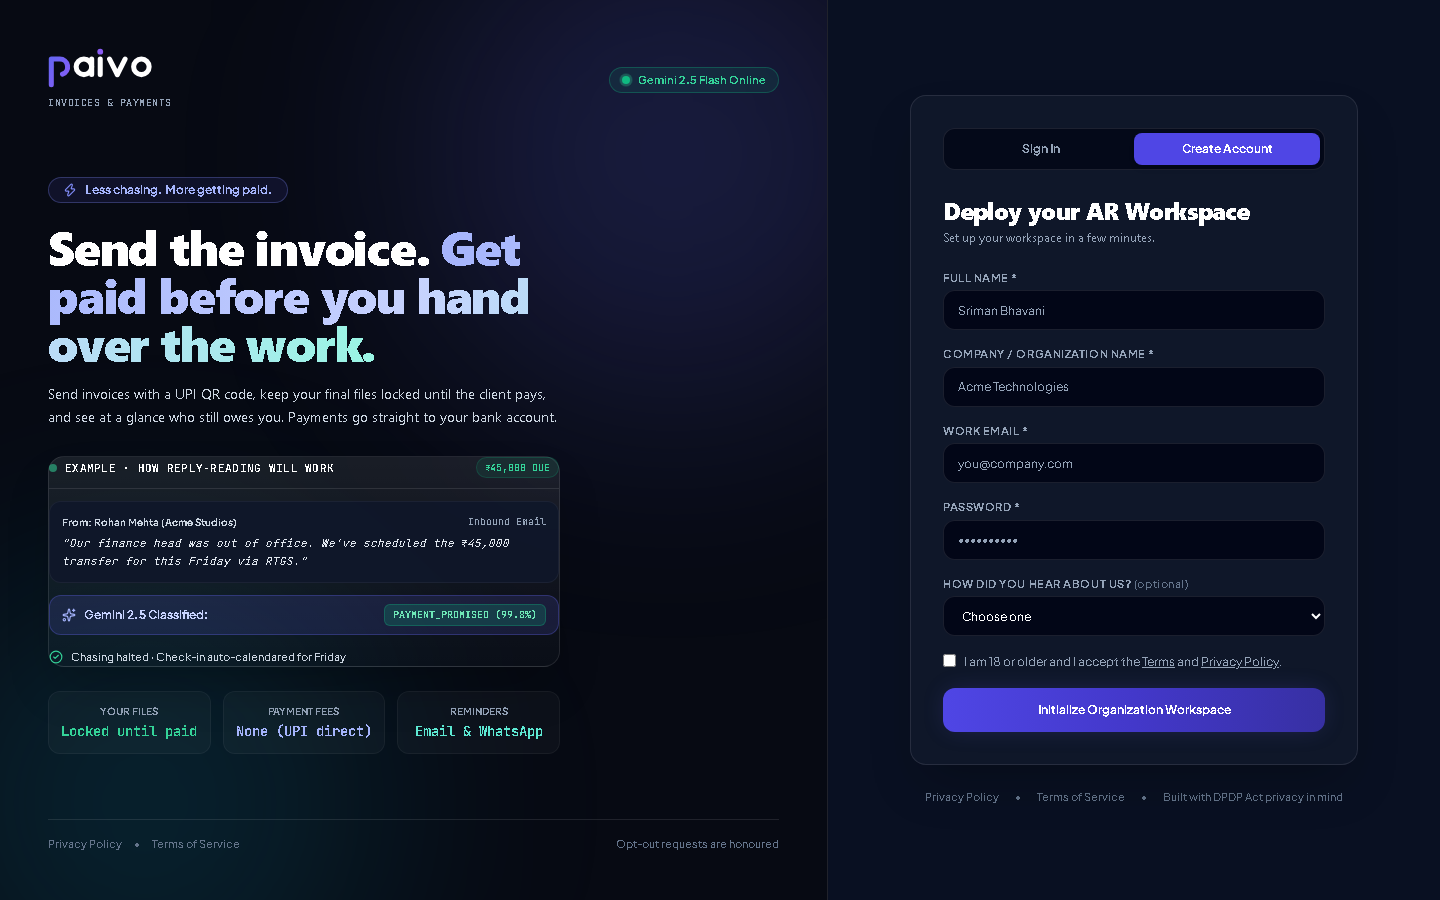 paivo
INVOICES & PAYMENTS
Gemini 2.5 Flash Online
Less chasing. More getting paid.
Send the invoice. Get
paid before you hand
over the work.
Send invoices with a UPI QR code, keep your final files locked until the client pays,
and see at a glance who still owes you. Payments go straight to your bank account.
EXAMPLE · HOW REPLY-READING WILL WORK
₹45,000 DUE
From: Rohan Mehta (Acme Studios)
Inbound Email
"Our finance head was out of office. We've scheduled the ₹45,000
transfer for this Friday via RTGS."
Gemini 2.5 Classified:
PAYMENT_PROMISED (99.8%)
Chasing halted · Check-in auto-calendared for Friday
YOUR FILES
Locked until paid
PAYMENT FEES
None (UPI direct)
REMINDERS
Email & WhatsApp
Privacy Policy • Terms of Service
Opt-out requests are honoured
Sign In
Create Account
Deploy your AR Workspace
Set up your workspace in a few minutes.
FULL NAME *
Sriman Bhavani
COMPANY / ORGANIZATION NAME *
Acme Technologies
WORK EMAIL *
you@company.com
PASSWORD *
••••••••••
HOW DID YOU HEAR ABOUT US? (optional)
Choose one
I am 18 or older and I accept the Terms and Privacy Policy.
Initialize Organization Workspace
Privacy Policy • Terms of Service • Built with DPDP Act privacy in mind